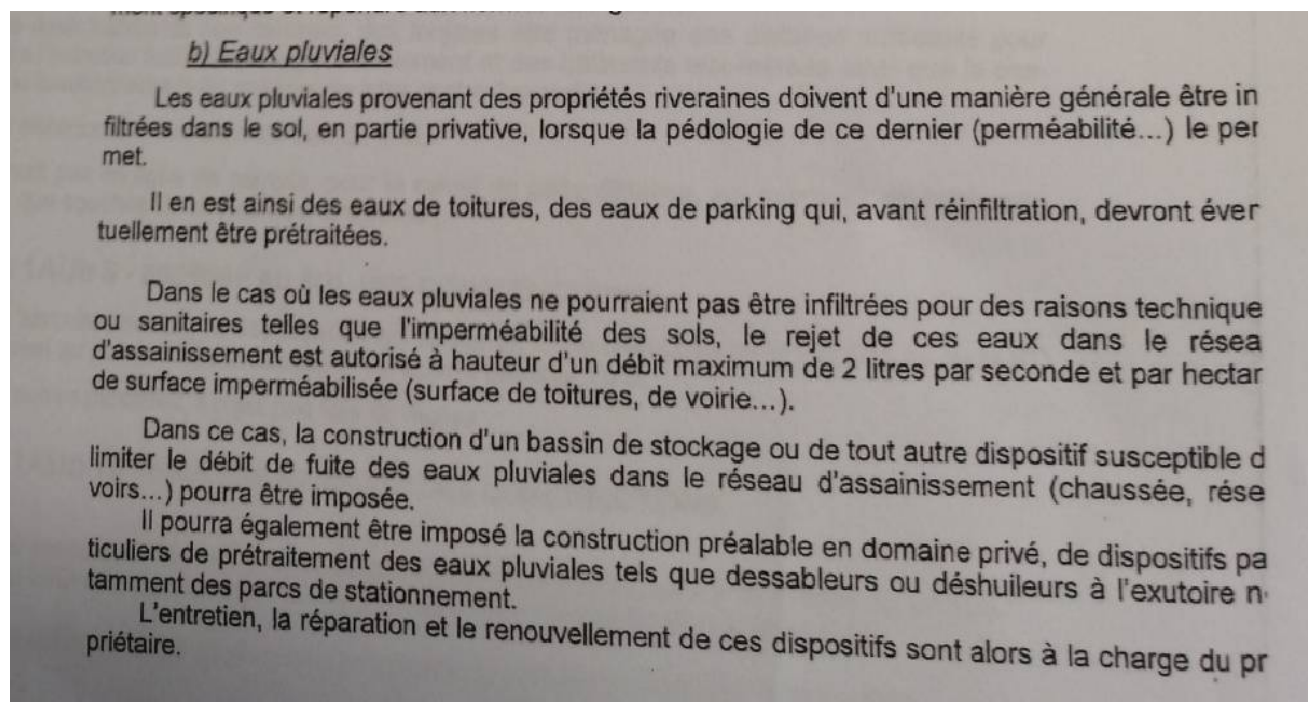 b) Eaux pluviales
Les eaux pluviales provenant des propriétés riveraines doivent d'une manière générale être in
filtrées dans le sol, en partie privative, lorsque la pédologie de ce dernier (perméabilité...) le per
met.
Il en est ainsi des eaux de toitures, des eaux de parking qui, avant réinfiltration, devront éver
tuellement être prétraitées.
Dans le cas où les eaux pluviales ne pourraient pas être infiltrées pour des raisons technique
ou sanitaires telles que l'imperméabilité des sols, le rejet de ces eaux dans le résea
d'assainissement est autorisé à hauteur d'un débit maximum de 2 litres par seconde et par hectar
de surface imperméabilisée (surface de toitures, de voirie...).
Dans ce cas, la construction d'un bassin de stockage ou de tout autre dispositif susceptible d
limiter le débit de fuite des eaux pluviales dans le réseau d'assainissement (chaussée, rése
voirs...) pourra être imposée.
Il pourra également être imposé la construction préalable en domaine privé, de dispositifs pa
ticuliers de prétraitement des eaux pluviales tels que dessableurs ou déshuileurs à l'exutoire n
tamment des parcs de stationnement.
L'entretien, la réparation et le renouvellement de ces dispositifs sont alors à la charge du pr
priétaire.